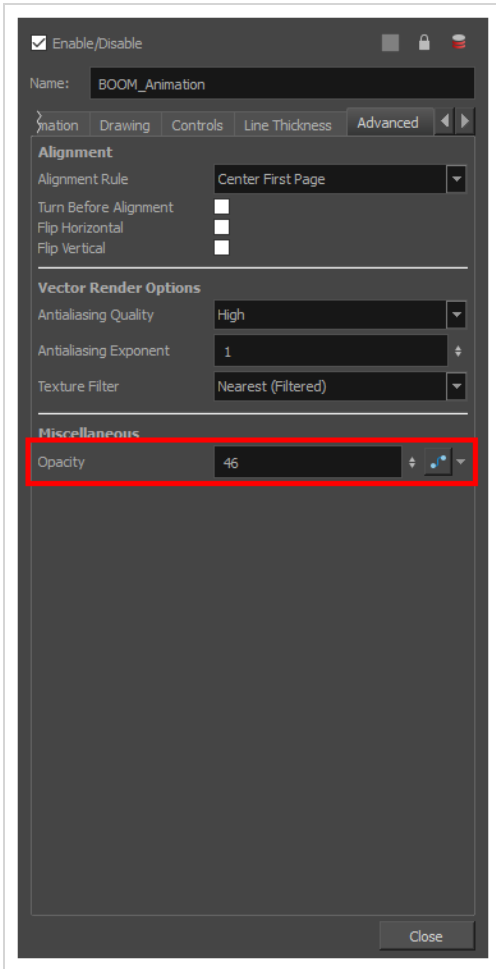 Enable/Disable
Name: BOOM_Animation
mation Drawing Controls Line Thickness Advanced
Alignment
Alignment Rule Center First Page
Turn Before Alignment
Flip Horizontal
Flip Vertical
Vector Render Options
Antialiasing Quality High
Antialiasing Exponent 1
Texture Filter Nearest (Filtered)
Miscellaneous
Opacity 46
Close